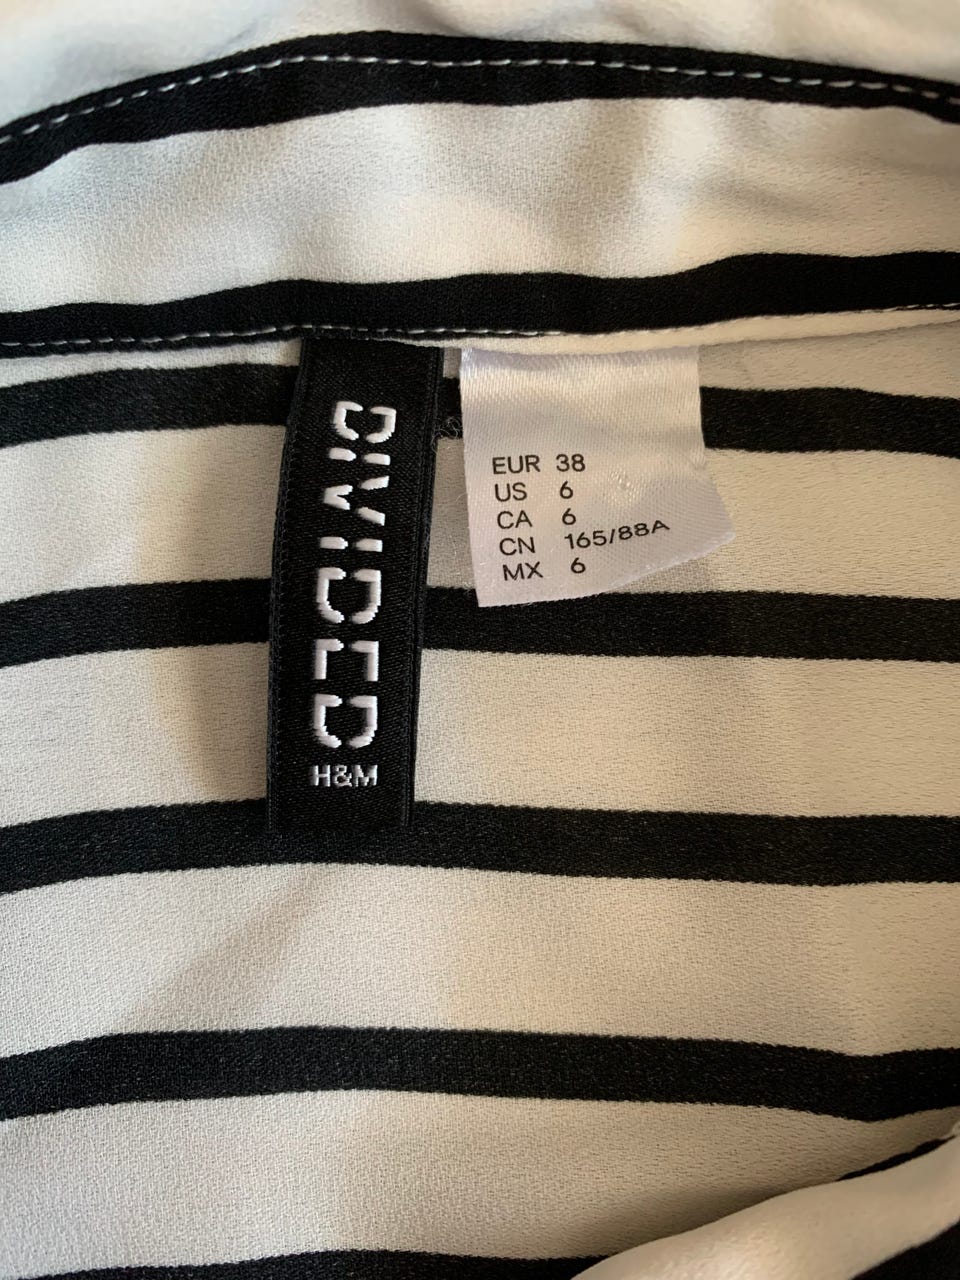 DIVIDED
H&M
EUR 38
US 6
CA 6
CN 165/88A
MX 6